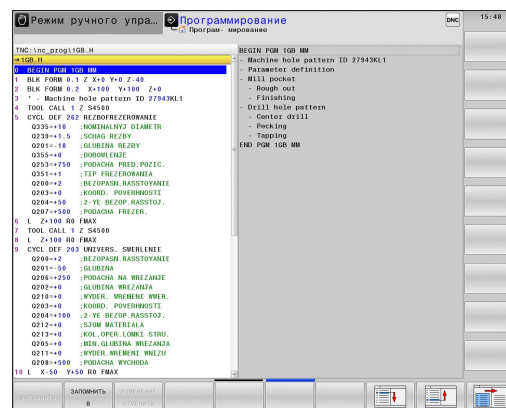 Режим ручного упра...
Программирование
Програм- мирование
DNC
15:48
TNC:\nc_prog\1GB.H
→1GB.H
0 BEGIN PGM 1GB MM
1 BLK FORM 0.1 Z X+0 Y+0 Z-40
2 BLK FORM 0.2 X+100 Y+100 Z+0
3 * - Machine hole pattern ID 27943KL1
4 TOOL CALL 1 Z S4500
5 CYCL DEF 262 REZBOFREZEROWANIE
Q335=+10 ;NOMINALNYJ DIAMETR
Q239=+1.5 ;SCHAG REZBY
Q201=-18 ;GLUBINA REZBY
Q355=+0 ;DOBOWLENJE
Q253=+750 ;PODACHA PRED.POZIC.
Q351=+1 ;TIP FREZEROWANIA
Q200=+2 ;BEZOPASN.RASSTOYANIE
Q203=+0 ;KOORD. POVERHNOSTI
Q204=+50 ;2-YE BEZOP.RASSTOJ.
Q207=+500 ;PODACHA FREZER.
6 L Z+100 R0 FMAX
7 TOOL CALL 1 Z S4500
8 L Z+100 R0 FMAX
9 CYCL DEF 203 UNIVERS. SWERLENIE
Q200=+2 ;BEZOPASN.RASSTOYANIE
Q201=-50 ;GLUBINA
Q206=+250 ;PODACHA NA WREZANJE
Q202=+0 ;GLUBINA WREZANJA
Q210=+0 ;WYDER. WREMENI WWER.
Q203=+0 ;KOORD. POVERHNOSTI
Q204=+100 ;2-YE BEZOP.RASSTOJ.
Q212=+0 ;SJOM MATERIALA
Q213=+0 ;KOL.OPER.LOMKI STRU.
Q205=+0 ;MIN.GLUBINA WREZANJA
Q211=+0 ;WYDER.WREMENI WNIZU
Q208=+500 ;PODACHA WYCHODA
10 L X-50 Y+50 R0 FMAX
BEGIN PGM 1GB MM
- Machine hole pattern ID 27943KL1
- Parameter definition
- Mill pocket
- Rough out
- Finishing
- Drill hole pattern
- Center drill
- Pecking
- Tapping
END PGM 1GB MM
ЗАПОМНИТЬ
ЗАПОМНИТЬ
В
ИЗМЕНЕНИЕ
ОТМЕНИТЬ